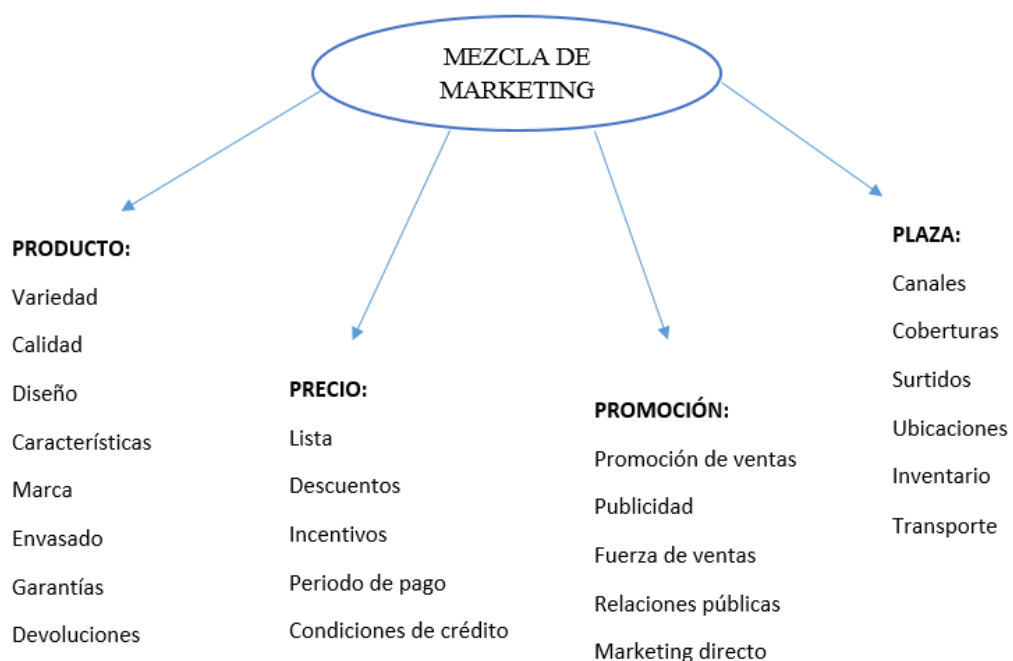 MEZCLA DE
MARKETING
PRODUCTO:
Variedad
Calidad
Diseño
Características
Marca
Envasado
Garantías
Devoluciones
PRECIO:
Lista
Descuentos
Incentivos
Periodo de pago
Condiciones de crédito
PROMOCIÓN:
Promoción de ventas
Publicidad
Fuerza de ventas
Relaciones públicas
Marketing directo
PLAZA:
Canales
Coberturas
Surtidos
Ubicaciones
Inventario
Transporte